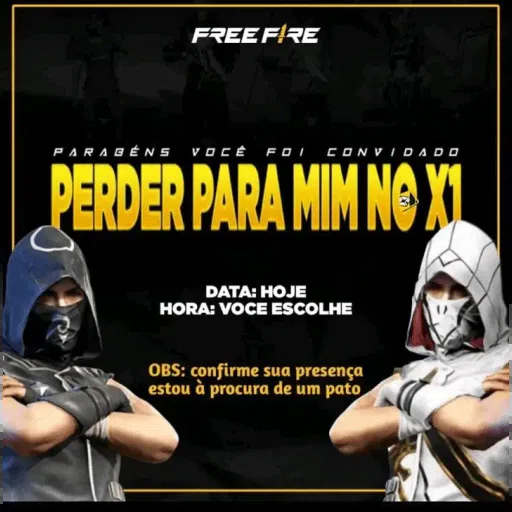 FREE FIRE
PARABÉNS VOCÊ FOI CONVIDADO
PERDER PARA MIM NO X1
DATA: HOJE
HORA: VOCE ESCOLHE
OBS: confirme sua presença
estou à procura de um pato